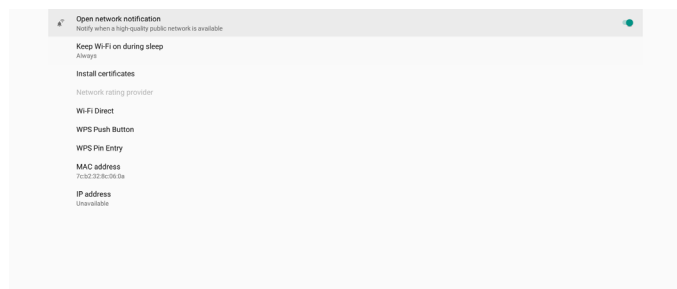 Open network notification
Notify when a high-quality public network is available
Keep Wi-Fi on during sleep
Always
Install certificates
Network rating provider
Wi-Fi Direct
WPS Push Button
WPS Pin Entry
MAC address
7c:b2:32:8c:06:0a
IP address
Unavailable